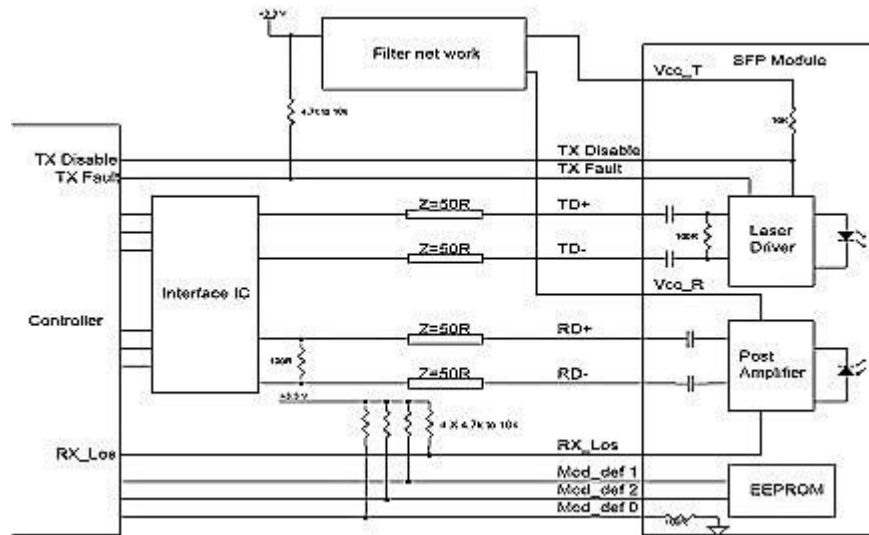 +3.3V
Filter net work
SFP Module
Vcc_T
4.7k to 10k
10K
TX Disable
TX Disable
TX Fault
TX Fault
Z=50R
TD+
100R
Laser
Driver
Z=50R
TD-
Interface IC
Vcc_R
Controller
Z=50R
RD+
100R
Post
Amplifier
Z=50R
RD-
+3.3V
4 X 4.7k to 10k
RX_Los
RX_Los
Mod_def 1
EEPROM
Mod_def 2
Mod_def 0